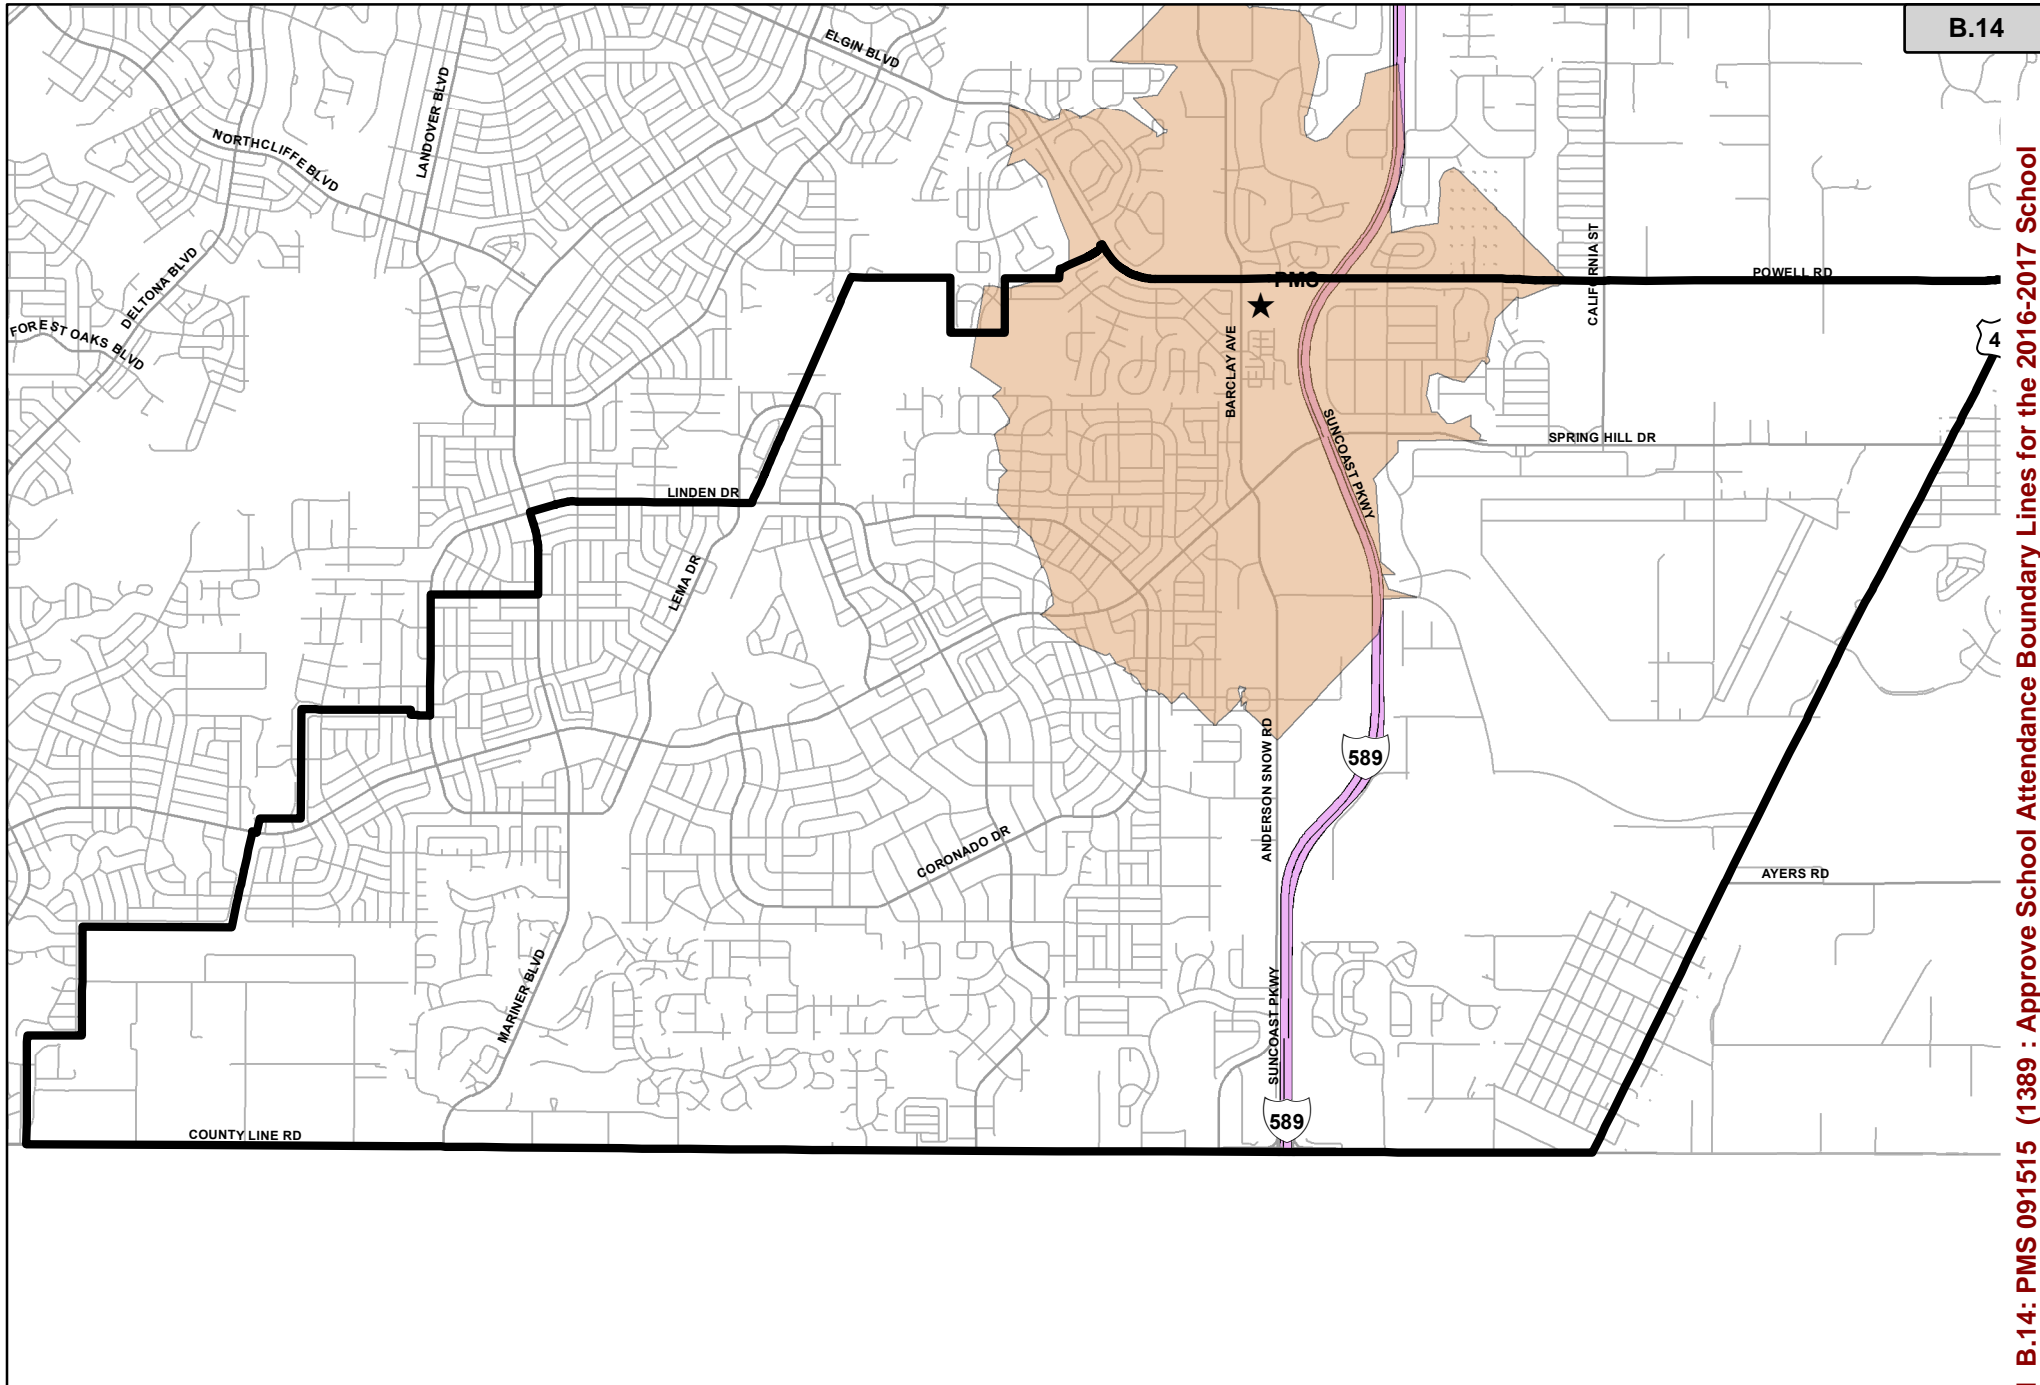 B.14
ELGIN BLVD
LANDOVER BLVD
NORTHCLIFFE BLVD
DELTONA BLVD
FOREST OAKS BLVD
CALIFORNIA ST
POWELL RD
PMS
4
BARCLAY AVE
SUNCOAST PKWY
SPRING HILL DR
LINDEN DR
LEMA DR
589
ANDERSON SNOW RD
CORONADO DR
AYERS RD
MARINER BLVD
SUNCOAST PKWY
589
COUNTY LINE RD
B.14: PMS 091515 (1389 : Approve School Attendance Boundary Lines for the 2016-2017 School